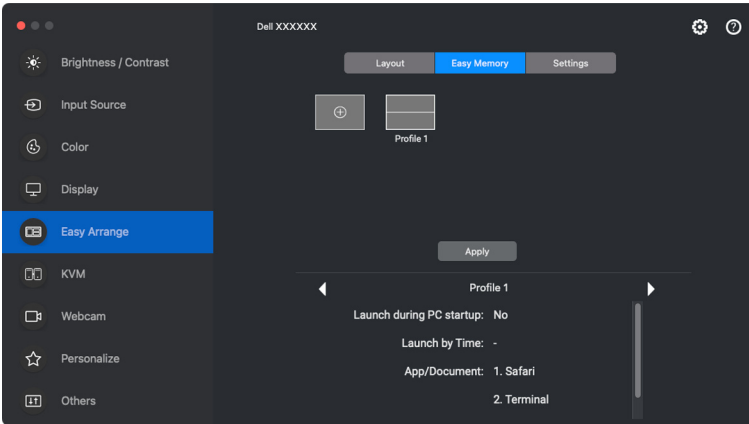 Dell XXXXXX
Brightness / Contrast
Input Source
Color
Display
Easy Arrange
KVM
Webcam
Personalize
Others
Layout Easy Memory Settings
Profile 1
Apply
Profile 1
Launch during PC startup: No
Launch by Time: -
App/Document: 1. Safari
2. Terminal